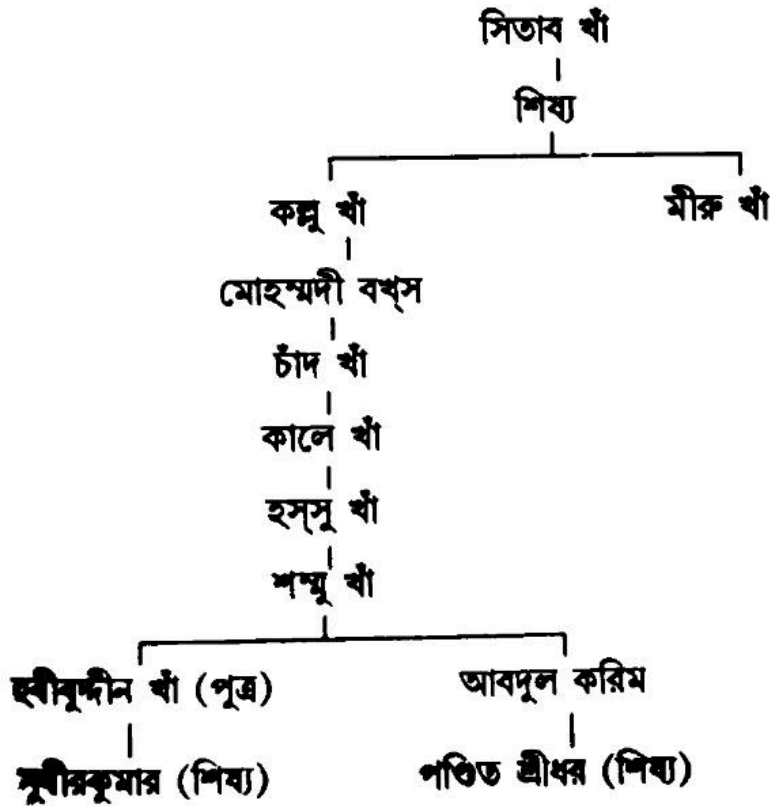 সিতাব খাঁ
শিষ্য
কল্লু খাঁ মীরু খাঁ
মোহম্মদী বখ্স
চাঁদ খাঁ
কালে খাঁ
হস্সু খাঁ
শম্মু খাঁ
হবীবুদ্দীন খাঁ (পুত্র) আবদুল করিম
সুধীরকুমার (শিষ্য) পণ্ডিত শ্রীধর (শিষ্য)